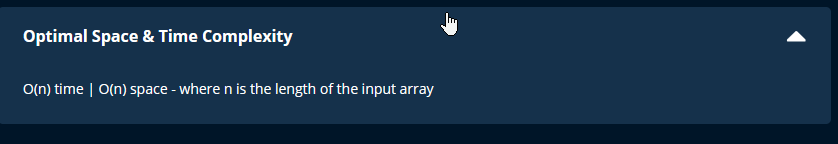 Optimal Space & Time Complexity
O(n) time | O(n) space - where n is the length of the input array